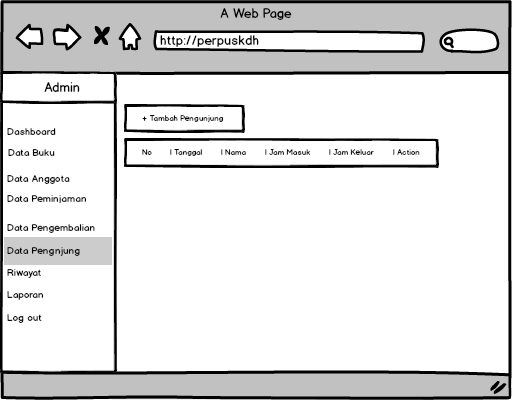 A Web Page
http://perpuskdh
Admin
Dashboard
Data Buku
Data Anggota
Data Peminjaman
Data Pengembalian
Data Pengnjung
Riwayat
Laporan
Log out
+ Tambah Pengunjung
No | Tanggal | Nama | Jam Masuk | Jam Keluar | Action